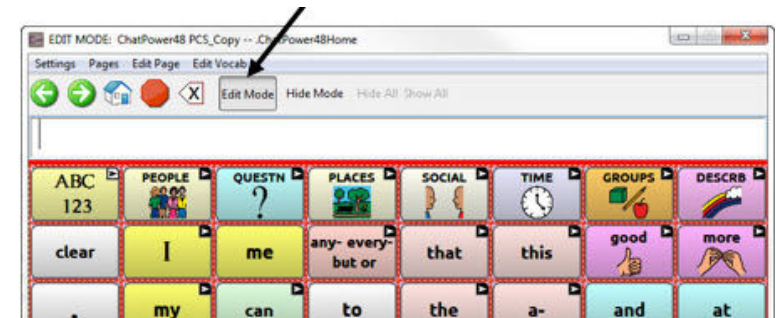 EDIT MODE: ChatPower48 PCS_Copy -- .ChatPower48Home
Settings Pages Edit Page Edit Vocab
X Edit Mode Hide Mode Hide All Show All
ABC 123 PEOPLE QUESTN ? PLACES SOCIAL TIME GROUPS DESCRB
clear I me any- every- but or that this good more
. my can to the a- and at